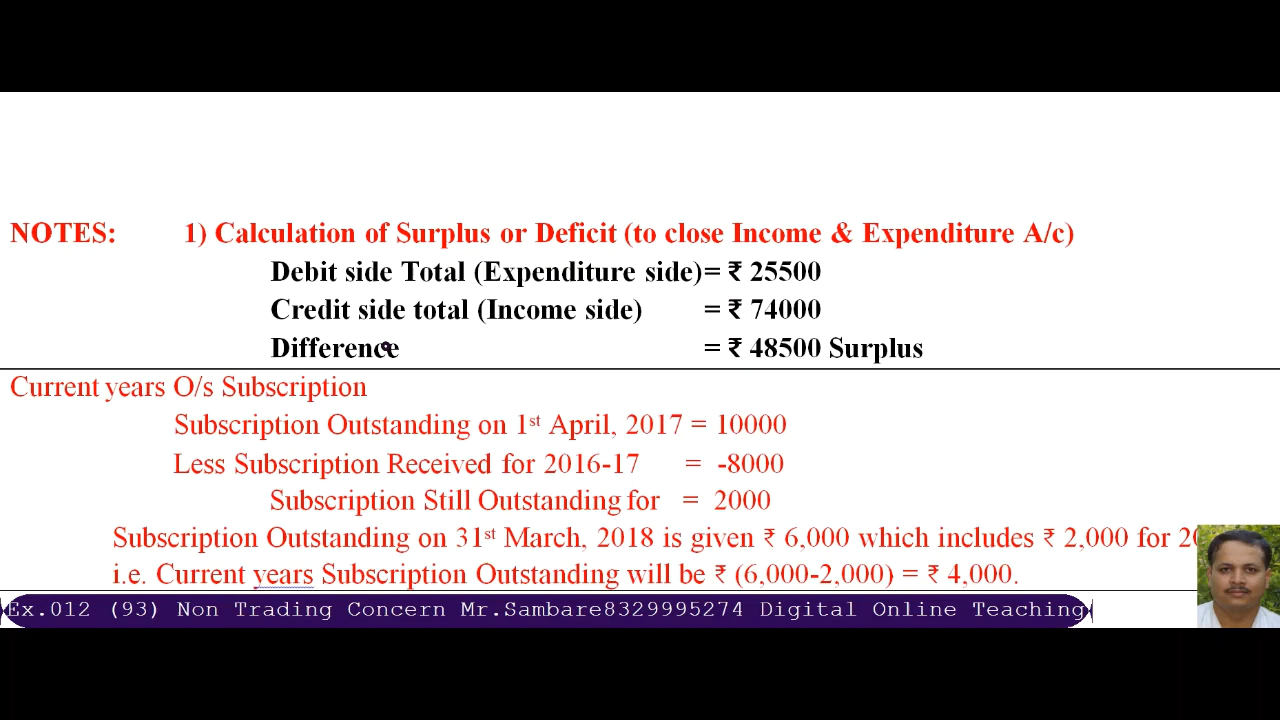 NOTES: 1) Calculation of Surplus or Deficit (to close Income & Expenditure A/c)
Debit side Total (Expenditure side)= ₹ 25500
Credit side total (Income side) = ₹ 74000
Difference = ₹ 48500 Surplus
Current years O/s Subscription
Subscription Outstanding on 1st April, 2017 = 10000
Less Subscription Received for 2016-17 = -8000
Subscription Still Outstanding for = 2000
Subscription Outstanding on 31st March, 2018 is given ₹ 6,000 which includes ₹ 2,000 for
i.e. Current years Subscription Outstanding will be ₹ (6,000-2,000) = ₹ 4,000.
Ex.012 (93) Non Trading Concern Mr.Sambare8329995274 Digital Online Teaching